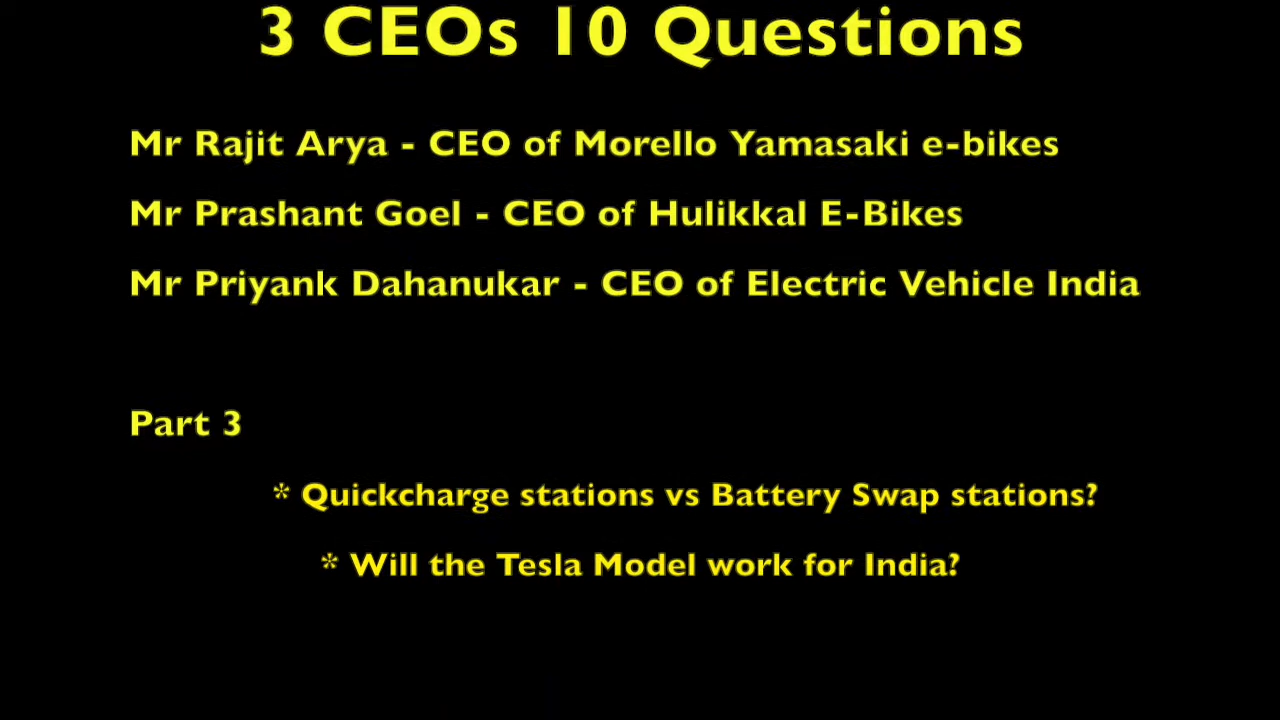 3 CEOs 10 Questions
Mr Rajit Arya - CEO of Morello Yamasaki e-bikes
Mr Prashant Goel - CEO of Hulikkal E-Bikes
Mr Priyank Dahanukar - CEO of Electric Vehicle India
Part 3
* Quickcharge stations vs Battery Swap stations?
* Will the Tesla Model work for India?